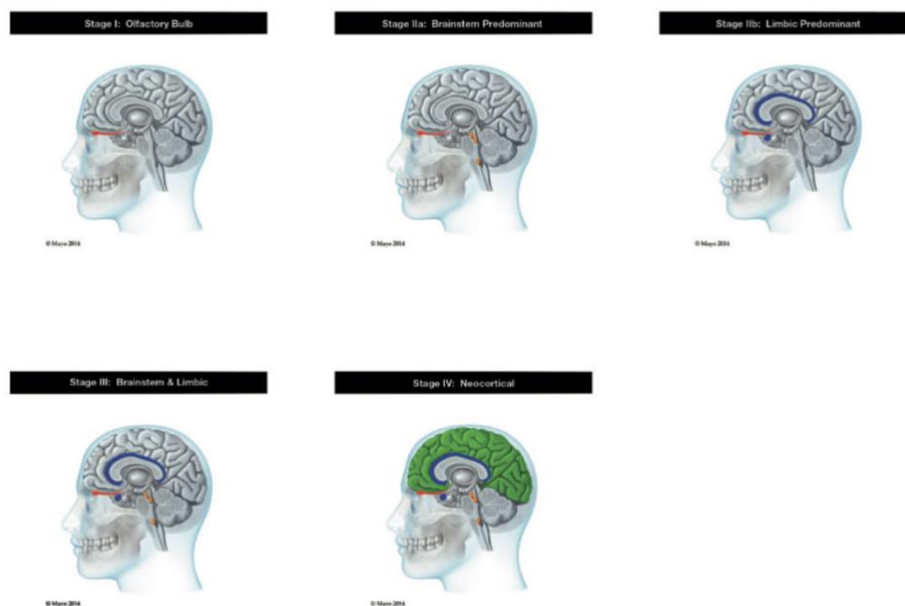 Stage I: Olfactory Bulb
Stage IIa: Brainstem Predominant
Stage IIb: Limbic Predominant
© Mayo 2014
© Mayo 2014
© Mayo 2014
Stage III: Brainstem & Limbic
Stage IV: Neocortical
© Mayo 2014
© Mayo 2014